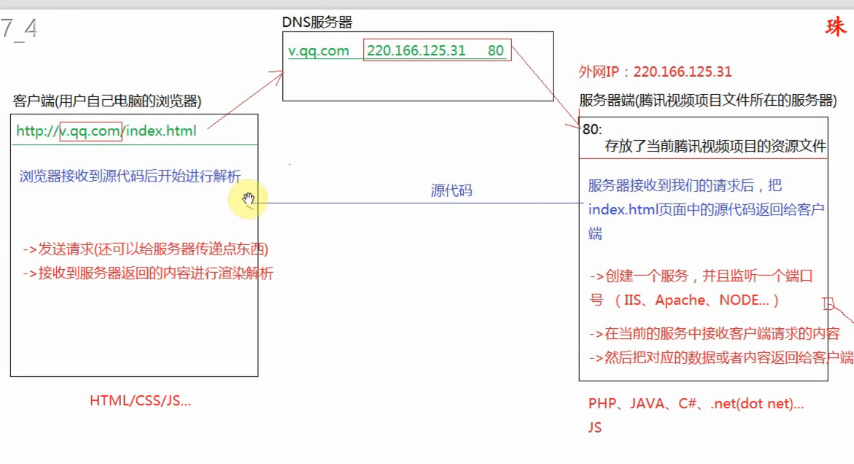 7_4
DNS服务器
珠
v.qq.com 220.166.125.31 80
外网IP：220.166.125.31
客户端(用户自己电脑的浏览器)
服务器端(腾讯视频项目文件所在的服务器)
http://v.qq.com/index.html
80:
存放了当前腾讯视频项目的资源文件
浏览器接收到源代码后开始进行解析
源代码
服务器接收到我们的请求后，把
index.html页面中的源代码返回给客户
端
->发送请求(还可以给服务器传递点东西)
->接收到服务器返回的内容进行渲染解析
->创建一个服务，并且监听一个端口
号 （IIS、Apache、NODE...）
->在当前的服务中接收客户端请求的内容
->然后把对应的数据或者内容返回给客户端
HTML/CSS/JS...
PHP、JAVA、C#、.net(dot net)...
JS